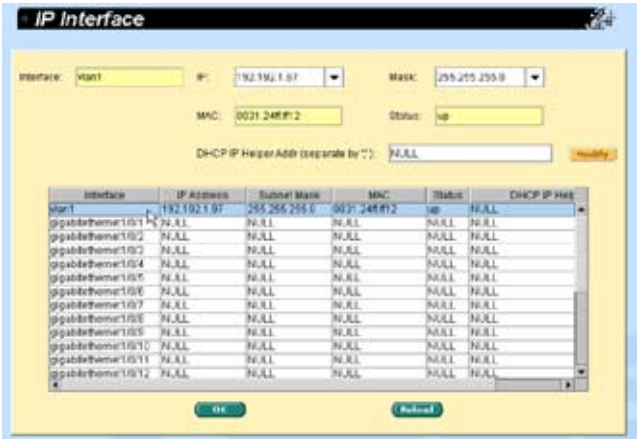 IP Interface
Interface: vlan1 IP: 192.192.1.97 Mask: 255.255.255.0
MAC: 0031.24ff.ff12 Status: up
DHCP IP Helper Addr (separate by ','): NULL Modify
Interface IP Address Subnet Mask MAC Status DHCP IP Help
vlan1 192.192.1.97 255.255.255.0 0031.24ff.ff12 up NULL
gigabitethernet1/0/1 NULL NULL NULL NULL NULL
gigabitethernet1/0/2 NULL NULL NULL NULL NULL
gigabitethernet1/0/3 NULL NULL NULL NULL NULL
gigabitethernet1/0/4 NULL NULL NULL NULL NULL
gigabitethernet1/0/5 NULL NULL NULL NULL NULL
gigabitethernet1/0/6 NULL NULL NULL NULL NULL
gigabitethernet1/0/7 NULL NULL NULL NULL NULL
gigabitethernet1/0/8 NULL NULL NULL NULL NULL
gigabitethernet1/0/9 NULL NULL NULL NULL NULL
gigabitethernet1/0/10 NULL NULL NULL NULL NULL
gigabitethernet1/0/11 NULL NULL NULL NULL NULL
gigabitethernet1/0/12 NULL NULL NULL NULL NULL
OK Reload